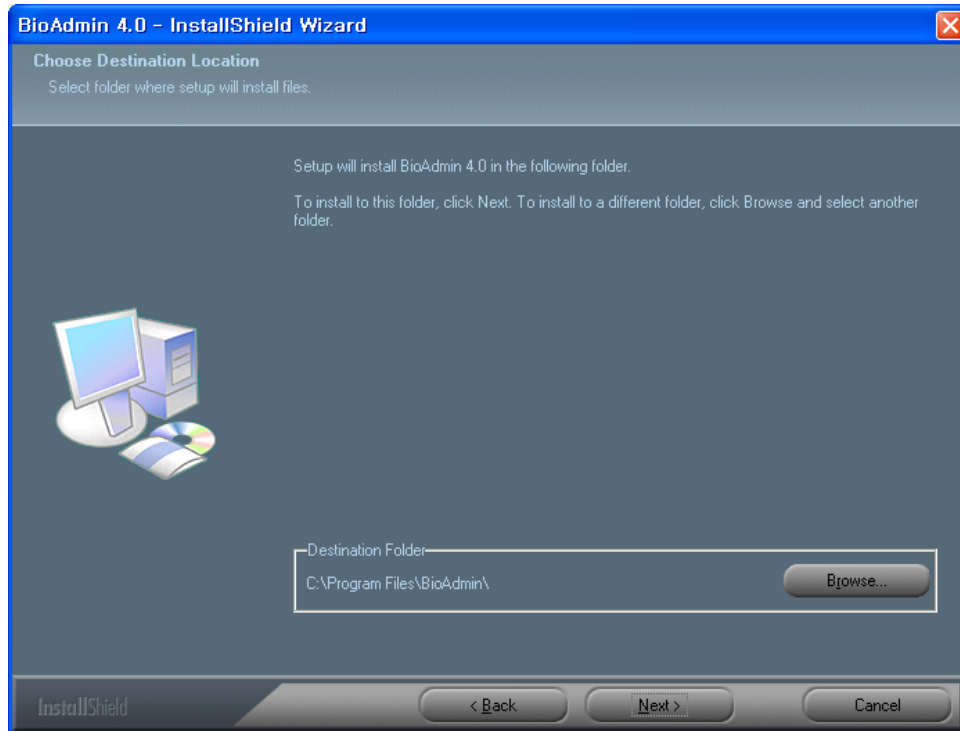 BioAdmin 4.0 - InstallShield Wizard
Choose Destination Location
Select folder where setup will install files.
Setup will install BioAdmin 4.0 in the following folder.
To install to this folder, click Next. To install to a different folder, click Browse and select another
folder.
Destination Folder
C:\Program Files\BioAdmin\
Browse...
InstallShield
< Back
Next >
Cancel